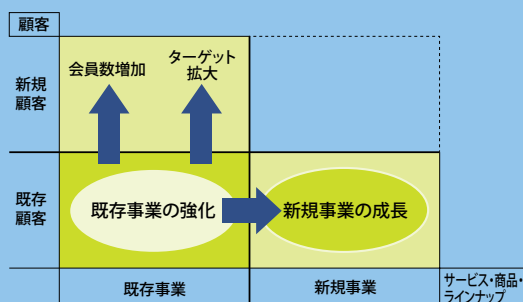 顧客
新規
顧客
会員数増加
ターゲット
拡大
既存
顧客
既存事業の強化
新規事業の成長
既存事業
新規事業
サービス・商品・
ラインナップ